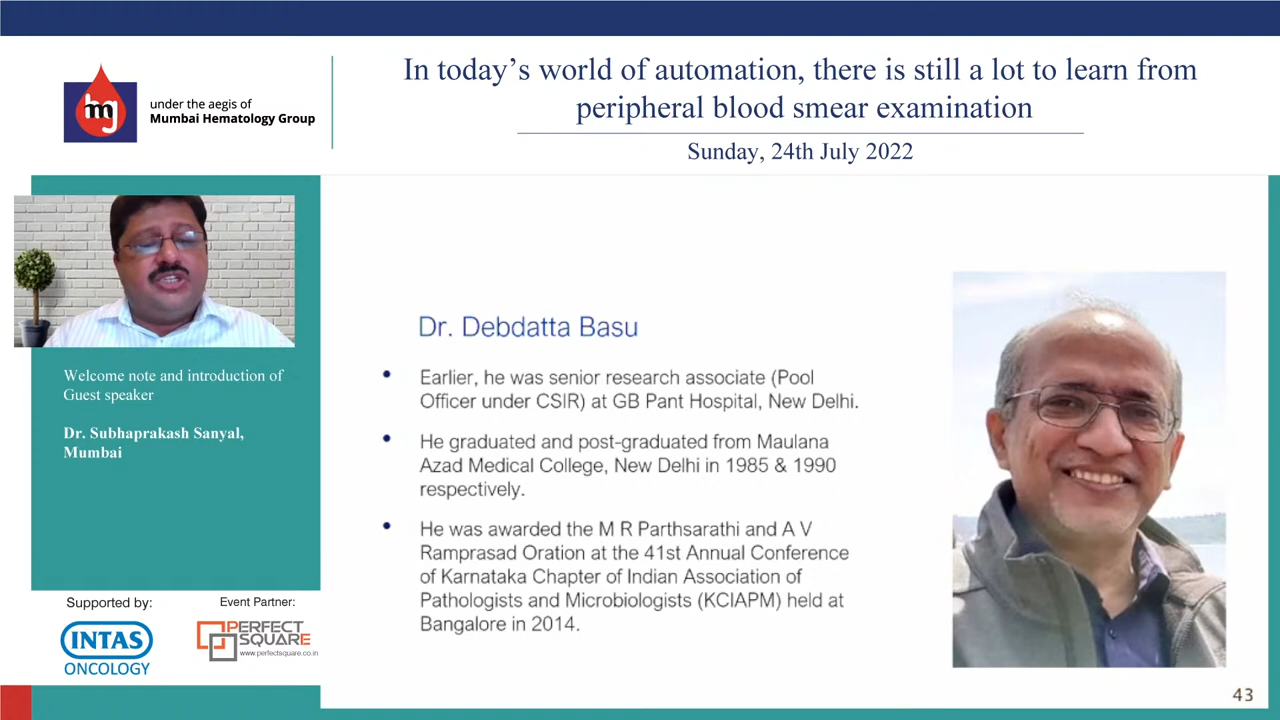 In today’s world of automation, there is still a lot to learn from
peripheral blood smear examination
Sunday, 24th July 2022
hmg
under the aegis of
Mumbai Hematology Group
Welcome note and introduction of
Guest speaker
Dr. Subhaprakash Sanyal,
Mumbai
Supported by:
INTAS
ONCOLOGY
Event Partner:
PERFECT
SQUARE
www.perfectsquare.co.in
Dr. Debdatta Basu
• Earlier, he was senior research associate (Pool
Officer under CSIR) at GB Pant Hospital, New Delhi.
• He graduated and post-graduated from Maulana
Azad Medical College, New Delhi in 1985 & 1990
respectively.
• He was awarded the M R Parthsarathi and A V
Ramprasad Oration at the 41st Annual Conference
of Karnataka Chapter of Indian Association of
Pathologists and Microbiologists (KCIAPM) held at
Bangalore in 2014.
43